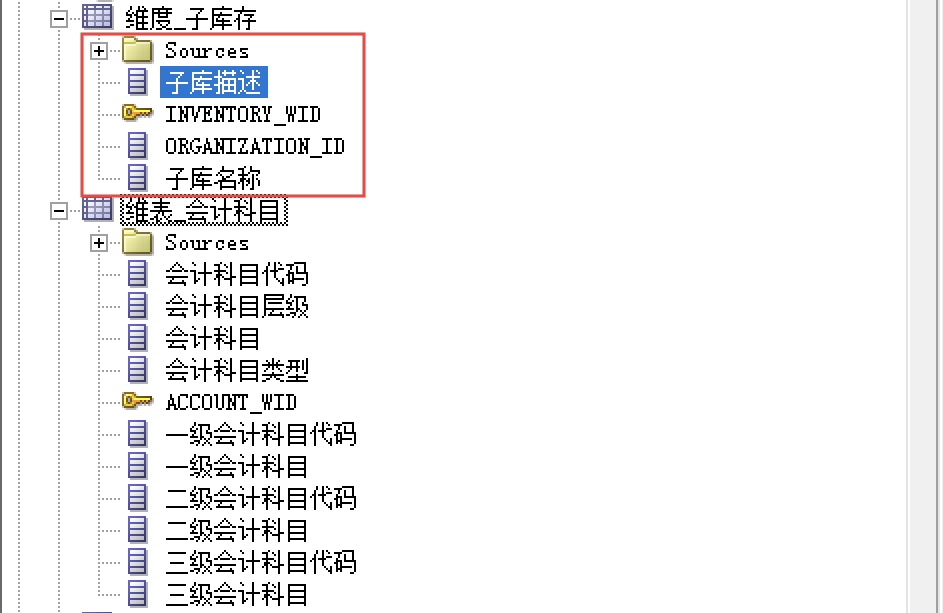 维度_子库存
Sources
子库描述
INVENTORY_WID
ORGANIZATION_ID
子库名称
维表_会计科目
Sources
会计科目代码
会计科目层级
会计科目
会计科目类型
ACCOUNT_WID
一级会计科目代码
一级会计科目
二级会计科目代码
二级会计科目
三级会计科目代码
三级会计科目